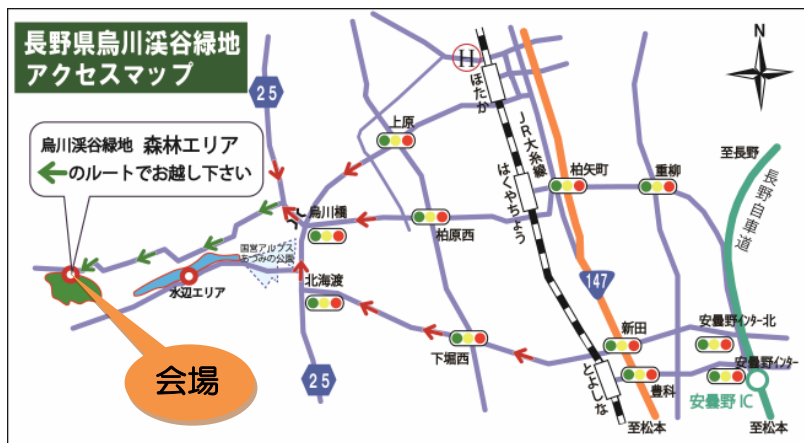 長野県烏川渓谷緑地
アクセスマップ
N
25
H
ほたか
上原
JR大糸線
烏川渓谷緑地 森林エリア
←のルートでお越し下さい
はくやちょう
柏矢町
重柳
至長野
長野自車道
烏川橋
柏原西
国営アルプス
あづみの公園
水辺エリア
北海渡
147
下堀西
新田
安曇野インター北
安曇野インター
会場
25
とよしな
豊科
安曇野IC
至松本
至松本